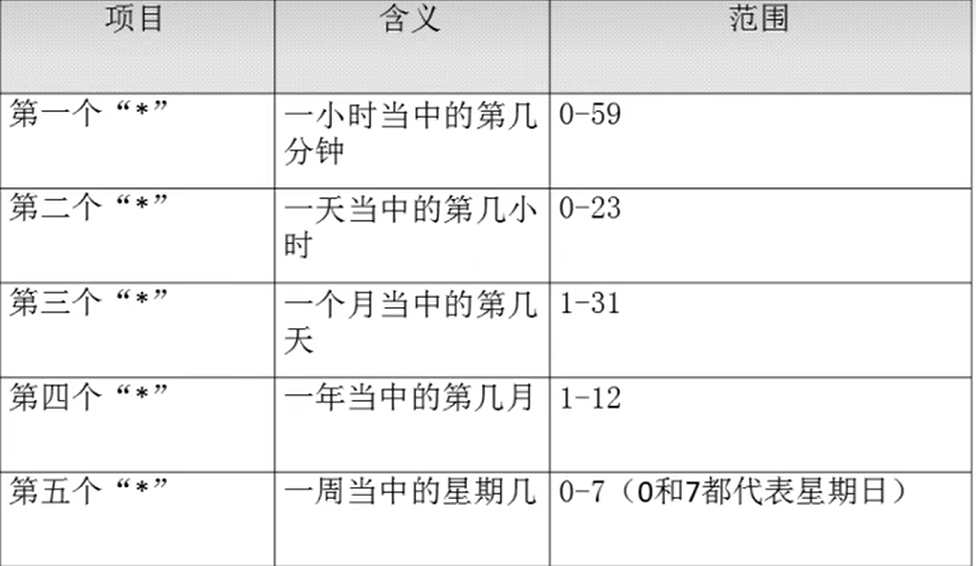 项目 含义 范围
第一个“*” 一小时当中的第几 0-59
分钟
第二个“*” 一天当中的第几小 0-23
时
第三个“*” 一个月当中的第几 1-31
天
第四个“*” 一年当中的第几月 1-12
第五个“*” 一周当中的星期几 0-7（0和7都代表星期日）